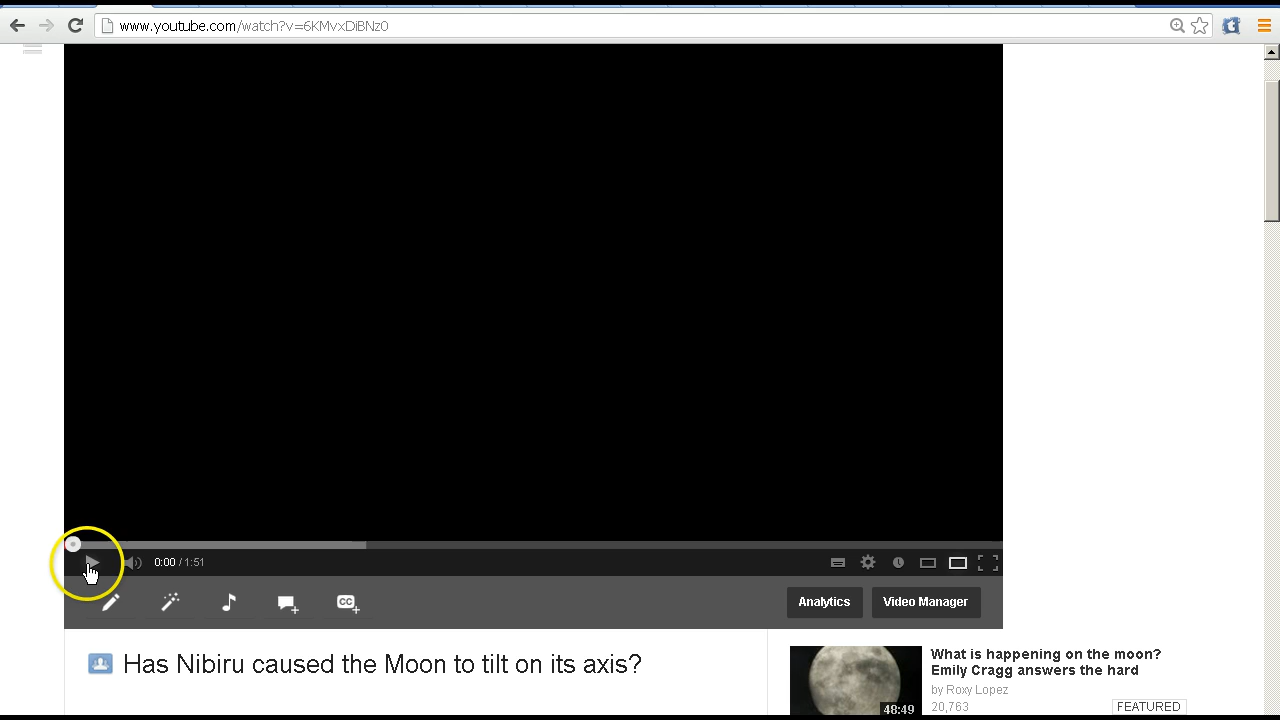 www.youtube.com/watch?v=6KMvxDiBNz0
0:00 / 1:51
CC
Analytics
Video Manager
Has Nibiru caused the Moon to tilt on its axis?
What is happening on the moon?
Emily Cragg answers the hard
by Roxy Lopez
20,763
FEATURED
48:49